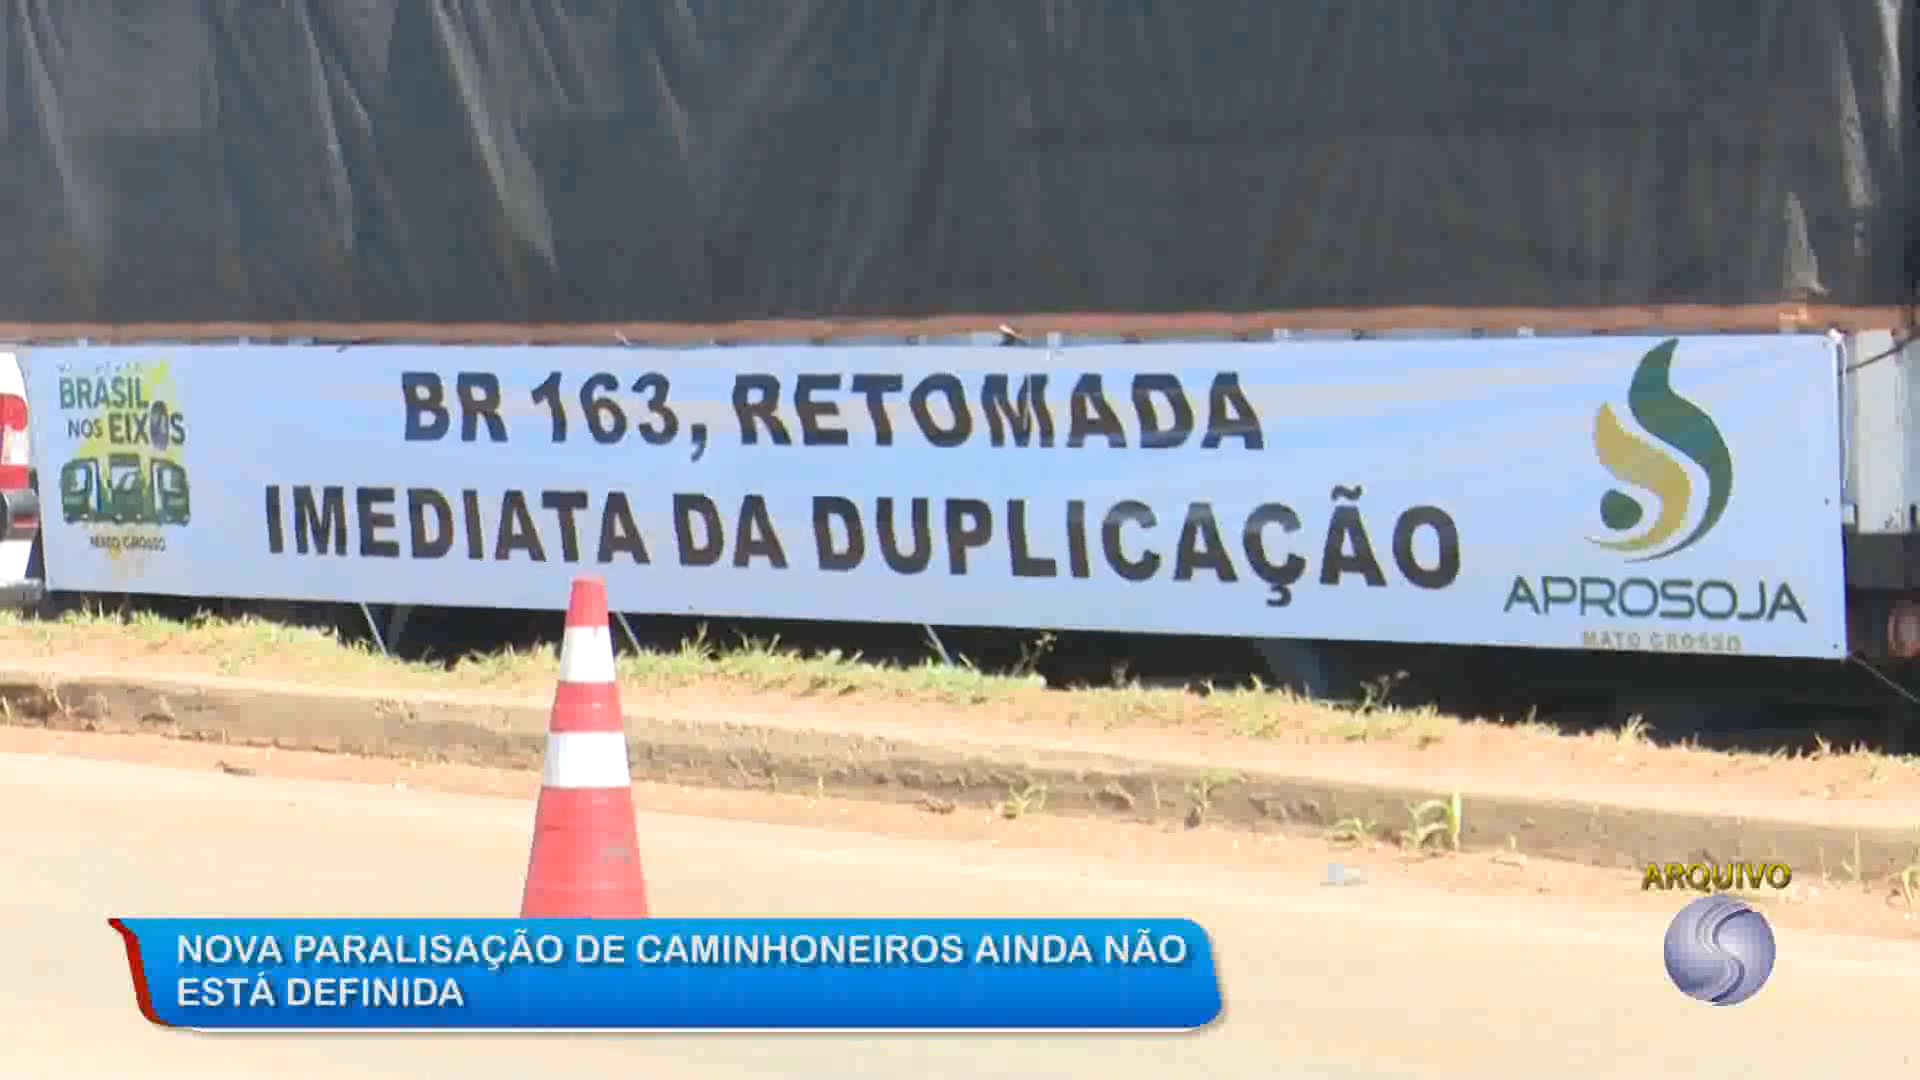 BRASIL
NOS EIXOS
MATO GROSSO
BR 163, RETOMADA
IMEDIATA DA DUPLICAÇÃO
APROSOJA
MATO GROSSO
ARQUIVO
NOVA PARALISAÇÃO DE CAMINHONEIROS AINDA NÃO
ESTÁ DEFINIDA